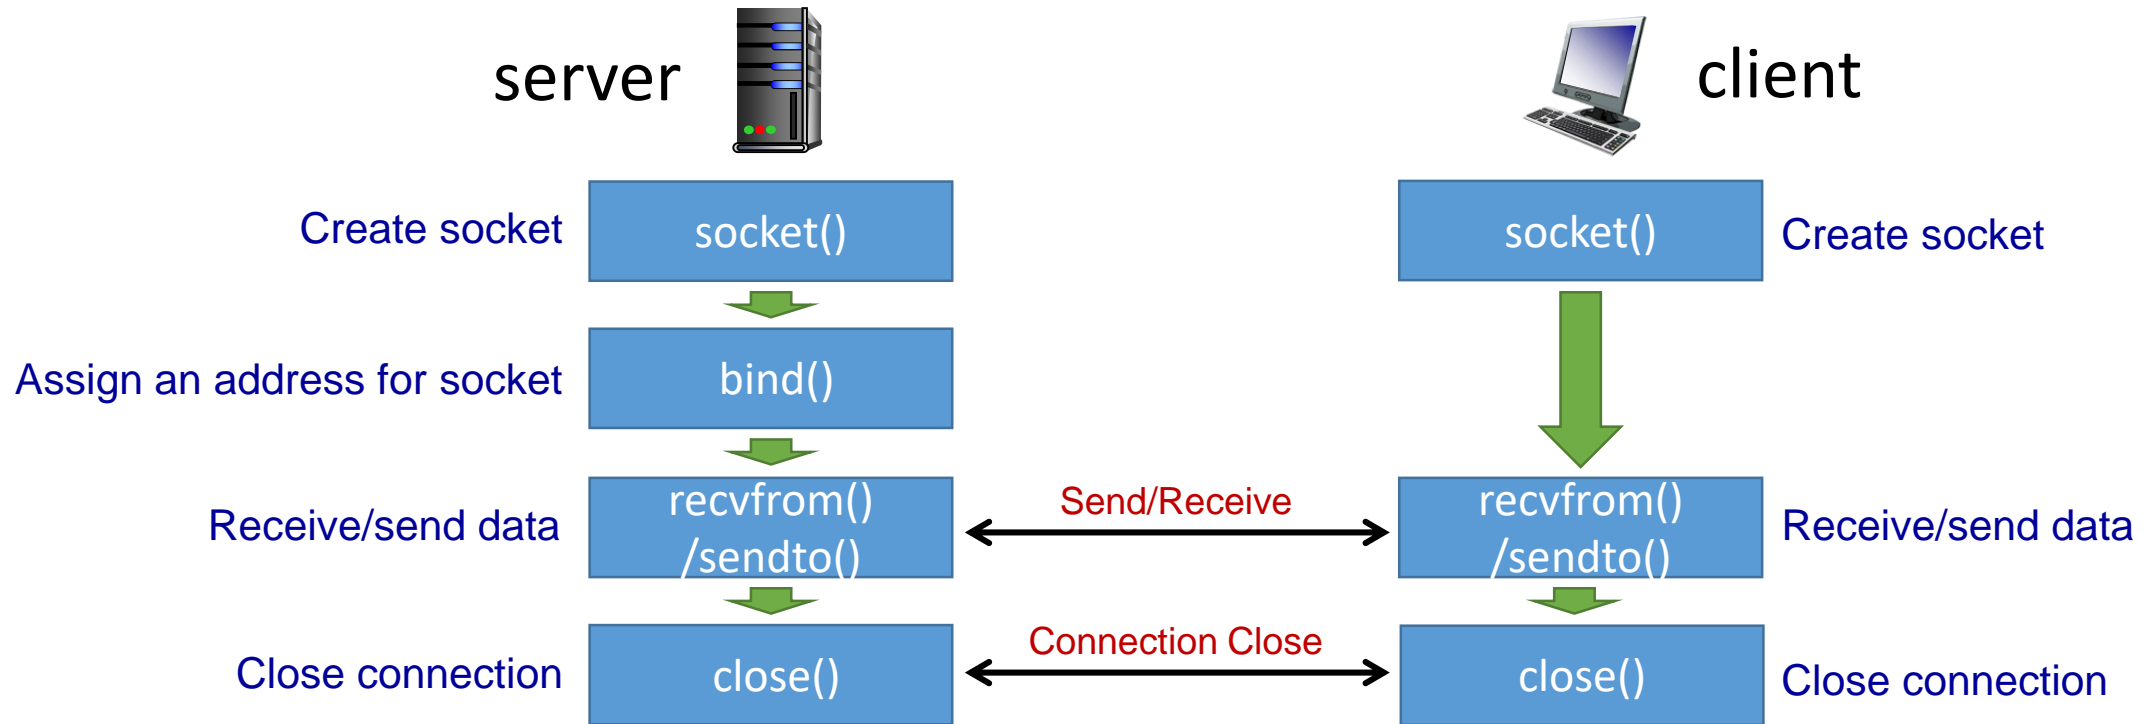 server
client
Create socket
socket()
socket()
Create socket
Assign an address for socket
bind()
Receive/send data
recvfrom()
/sendto()
Send/Receive
recvfrom()
/sendto()
Receive/send data
Close connection
close()
Connection Close
close()
Close connection